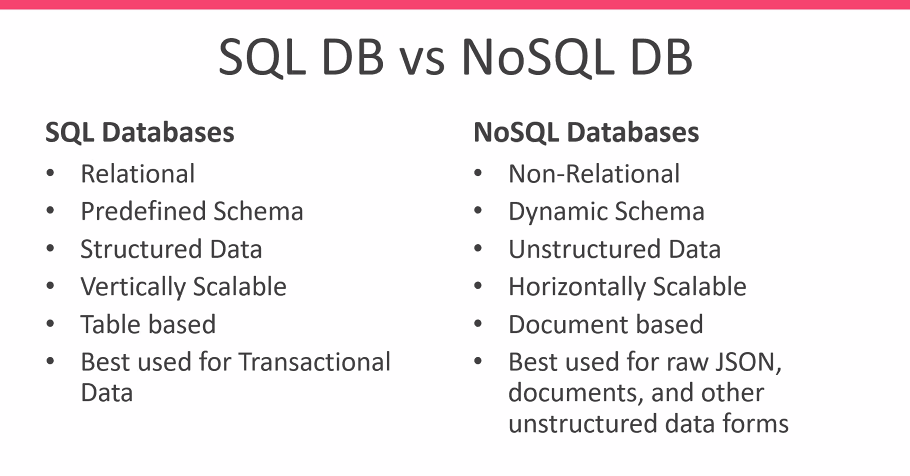 SQL DB vs NoSQL DB
SQL Databases
• Relational
• Predefined Schema
• Structured Data
• Vertically Scalable
• Table based
• Best used for Transactional
Data
NoSQL Databases
• Non-Relational
• Dynamic Schema
• Unstructured Data
• Horizontally Scalable
• Document based
• Best used for raw JSON,
documents, and other
unstructured data forms